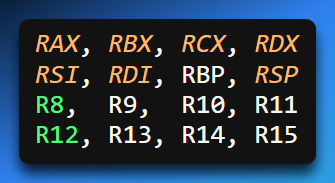 RAX, RBX, RCX, RDX
RSI, RDI, RBP, RSP
R8, R9, R10, R11
R12, R13, R14, R15